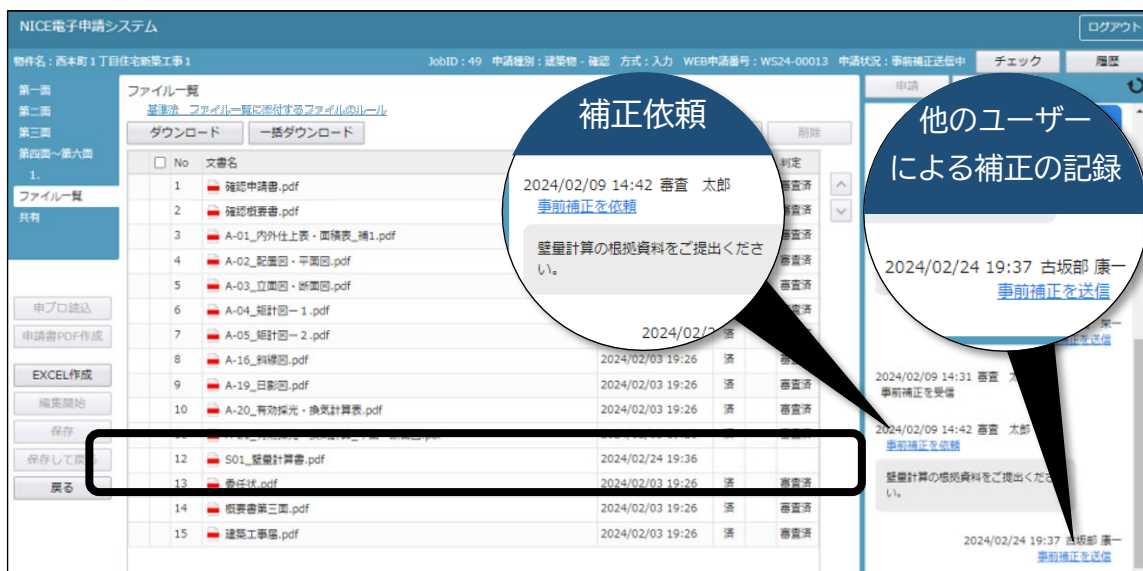 NICE電子申請システム
ログアウト
物件名：西本町1丁目住宅新築工事1
JobID：49 申請種別：建築物 - 確認 方式：入力 WEB申請番号：WS24-00013 申請状況：事前補正送信中
チェック
履歴
第一面
第二面
第三面
第四面～第六面
1.
ファイル一覧
共有
申プロ読込
申請書PDF作成
EXCEL作成
編集開始
保存
保存して戻る
戻る
ファイル一覧
基準法 ファイル一覧に添付するファイルのルール
ダウンロード
一括ダウンロード
削除
申請
No 文書名 判定
1 確認申請書.pdf 審査済
2 確認概要書.pdf 審査済
3 A-01_内外仕上表・面積表_補1.pdf 審査済
4 A-02_配置図・平面図.pdf 審査済
5 A-03_立面図・断面図.pdf 審査済
6 A-04_矩計図－1.pdf 審査済
7 A-05_矩計図－2.pdf 済 審査済
8 A-16_斜線図.pdf 2024/02/03 19:26 済 審査済
9 A-19_日影図.pdf 2024/02/03 19:26 済 審査済
10 A-20_有効採光・換気計算表.pdf 2024/02/03 19:26 済 審査済
12 S01_壁量計算書.pdf 2024/02/24 19:36
13 委任状.pdf 2024/02/03 19:26 済 審査済
14 概要書第三面.pdf 2024/02/03 19:26 済 審査済
15 建築工事届.pdf 2024/02/03 19:26 済 審査済
補正依頼
2024/02/09 14:42 審査 太郎
事前補正を依頼
壁量計算の根拠資料をご提出くださ
い。
2024/02/2
他のユーザー
による補正の記録
2024/02/24 19:37 古坂部 康一
事前補正を送信
栄一
正を送信
2024/02/09 14:31 審査 太
事前補正を受信
2024/02/09 14:42 審査 太郎
事前補正を依頼
壁量計算の根拠資料をご提出くださ
い。
2024/02/24 19:37 古坂部 康一
事前補正を送信